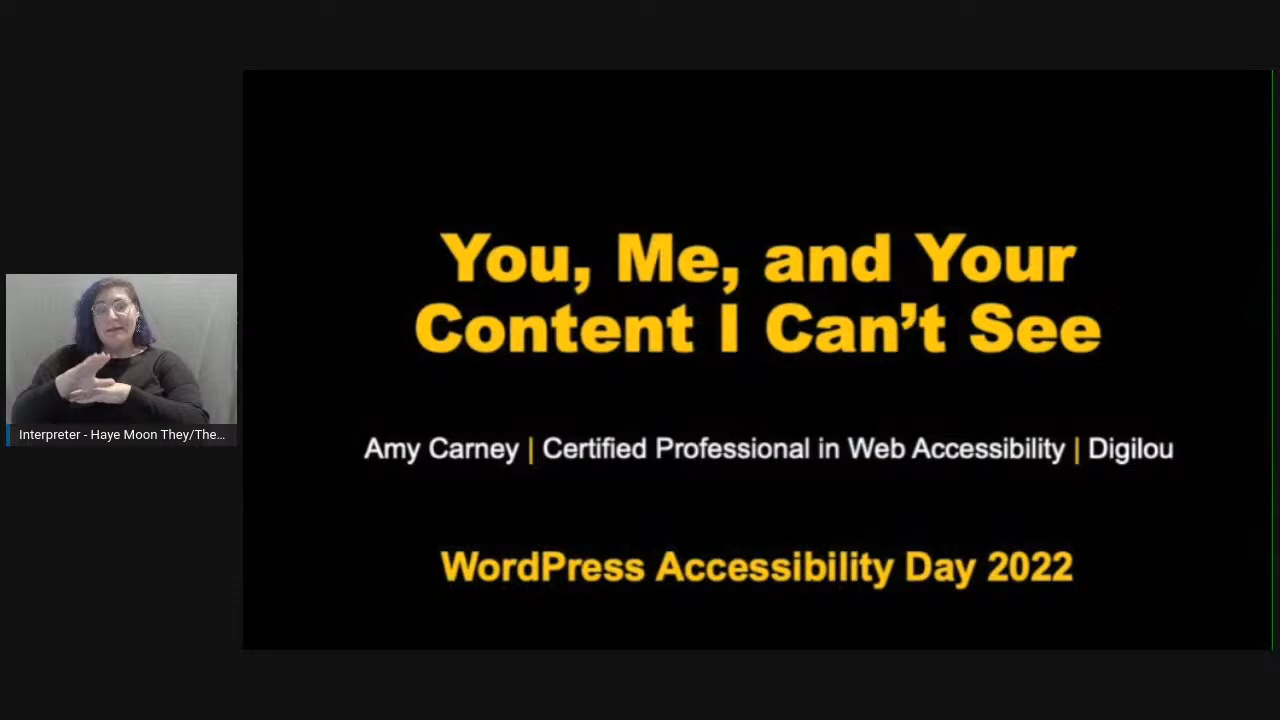 You, Me, and Your
Content I Can't See
Amy Carney | Certified Professional in Web Accessibility | Digilou
WordPress Accessibility Day 2022
Interpreter - Haye Moon They/The...